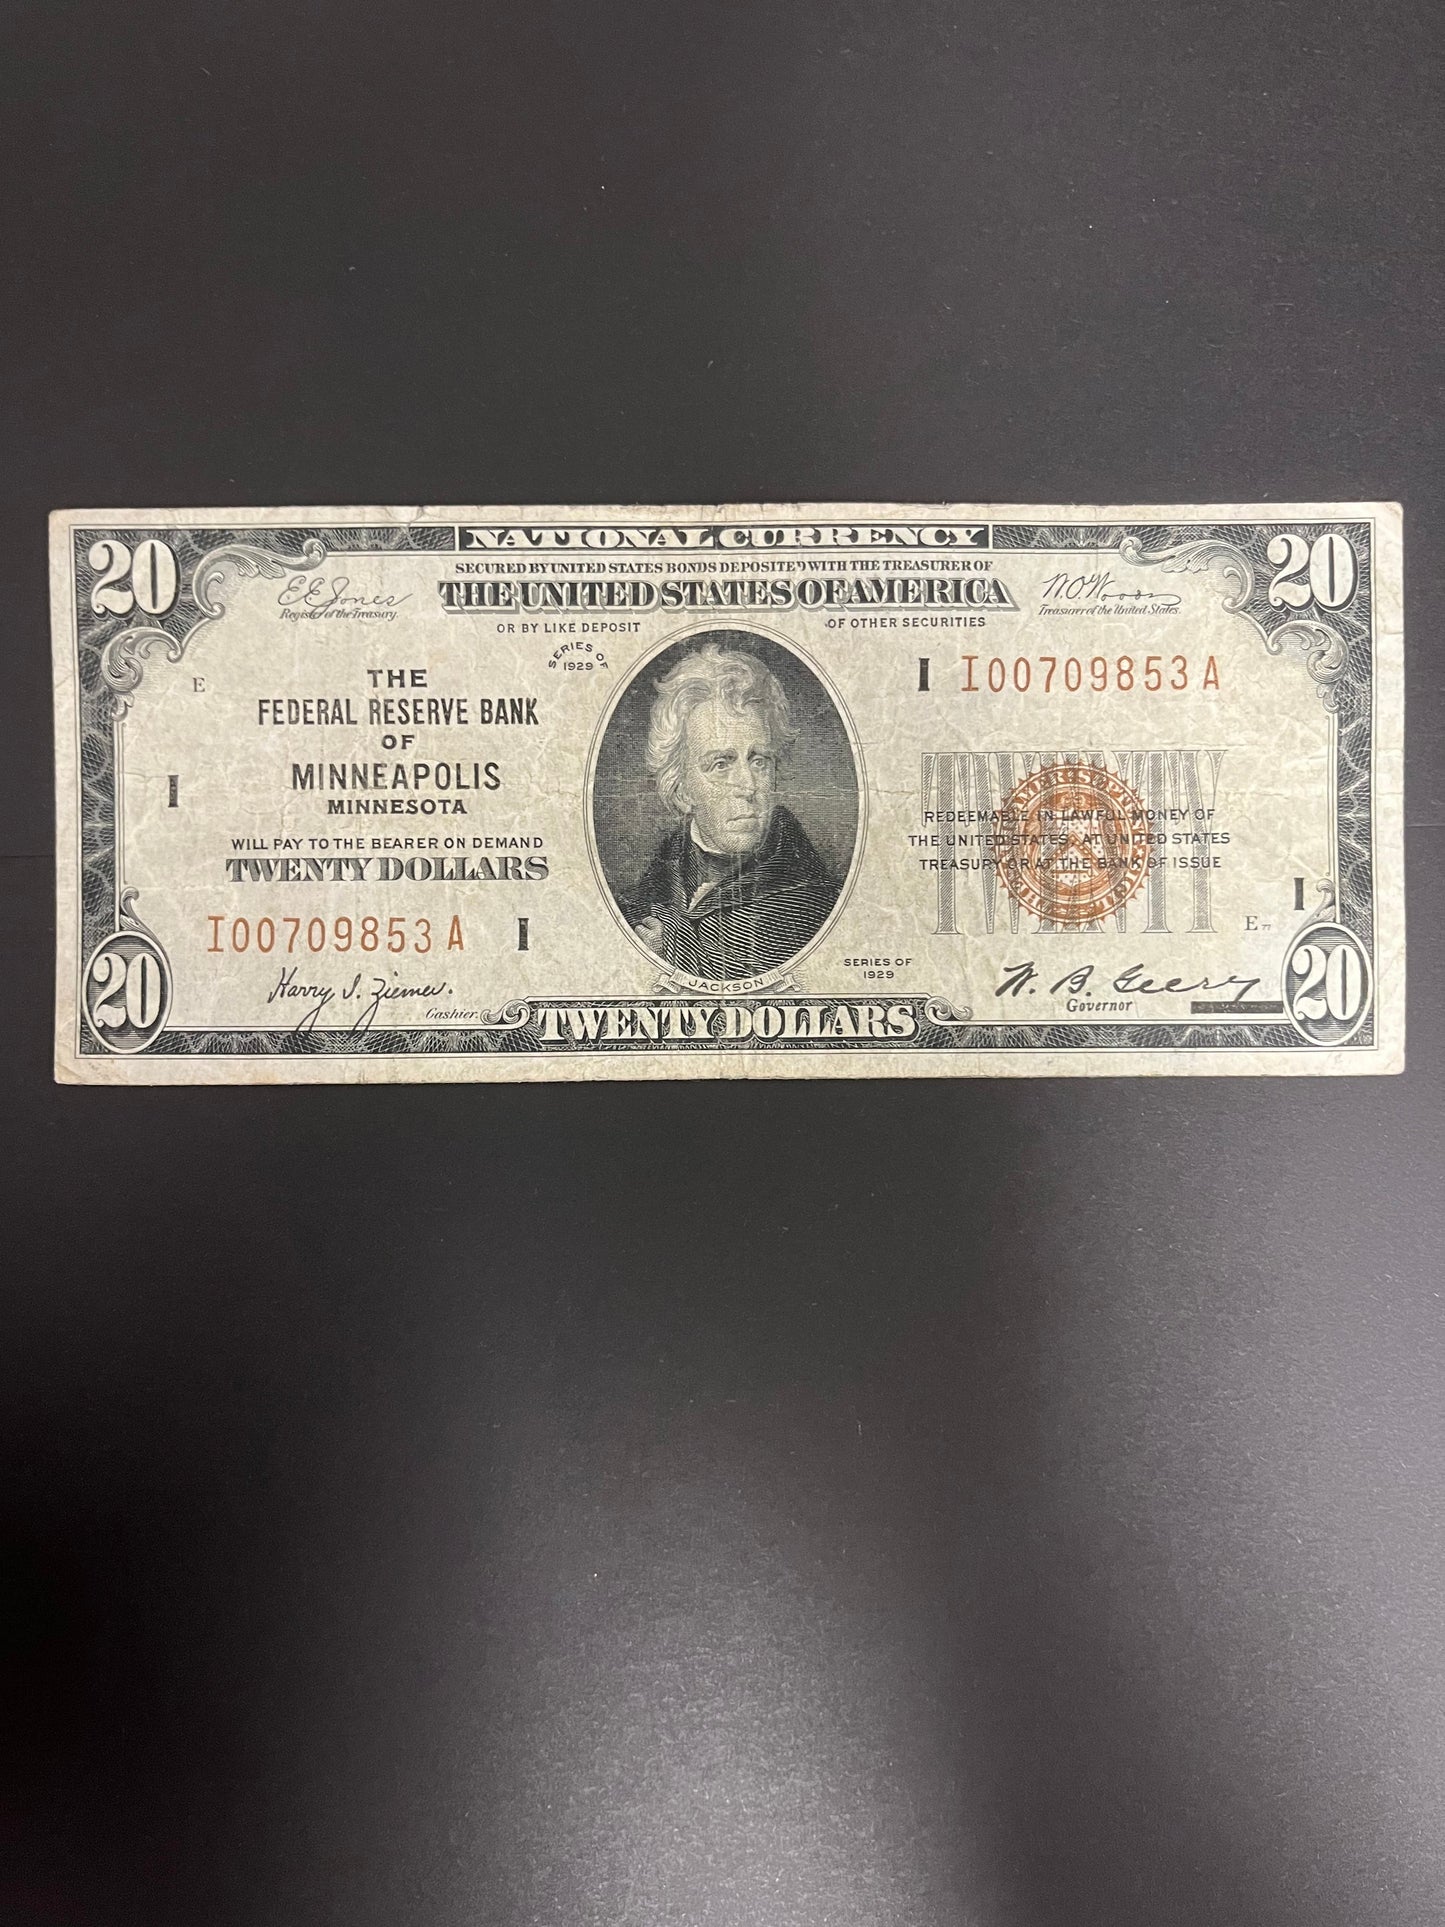 NATIONAL CURRENCY
SECURED BY UNITED STATES BONDS DEPOSITED WITH THE TREASURER OF
THE UNITED STATES OF AMERICA
OR BY LIKE DEPOSIT OF OTHER SECURITIES
20
20
E.E. Jones
Register of the Treasury.
W.O. Woods
Treasurer of the United States.
SERIES OF
1929
E
THE
FEDERAL RESERVE BANK
OF
MINNEAPOLIS
MINNESOTA
I
WILL PAY TO THE BEARER ON DEMAND
TWENTY DOLLARS
I00709853A
I
Harry I. Ziemer.
Cashier.
20
JACKSON
TWENTY DOLLARS
I
I00709853A
TWENTY
REDEEMABLE IN LAWFUL MONEY OF
THE UNITED STATES AT UNITED STATES
TREASURY OR AT THE BANK OF ISSUE
I
E77
SERIES OF
1929
W. B. Geery
Governor
20